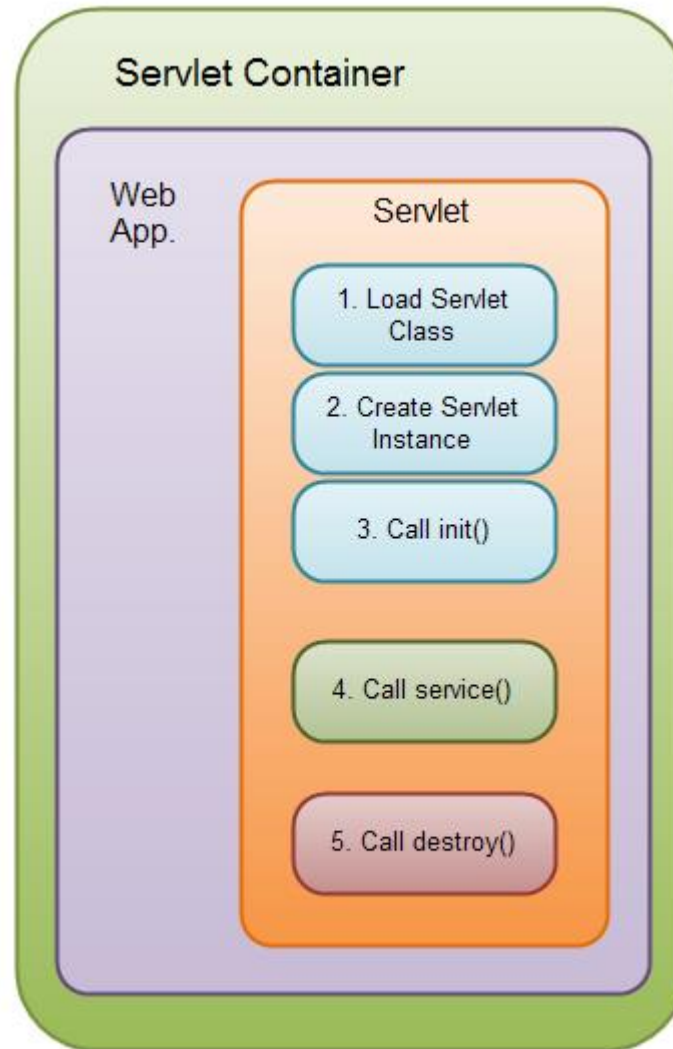 Servlet Container
Web
App.
Servlet
1. Load Servlet
Class
2. Create Servlet
Instance
3. Call init()
4. Call service()
5. Call destroy()